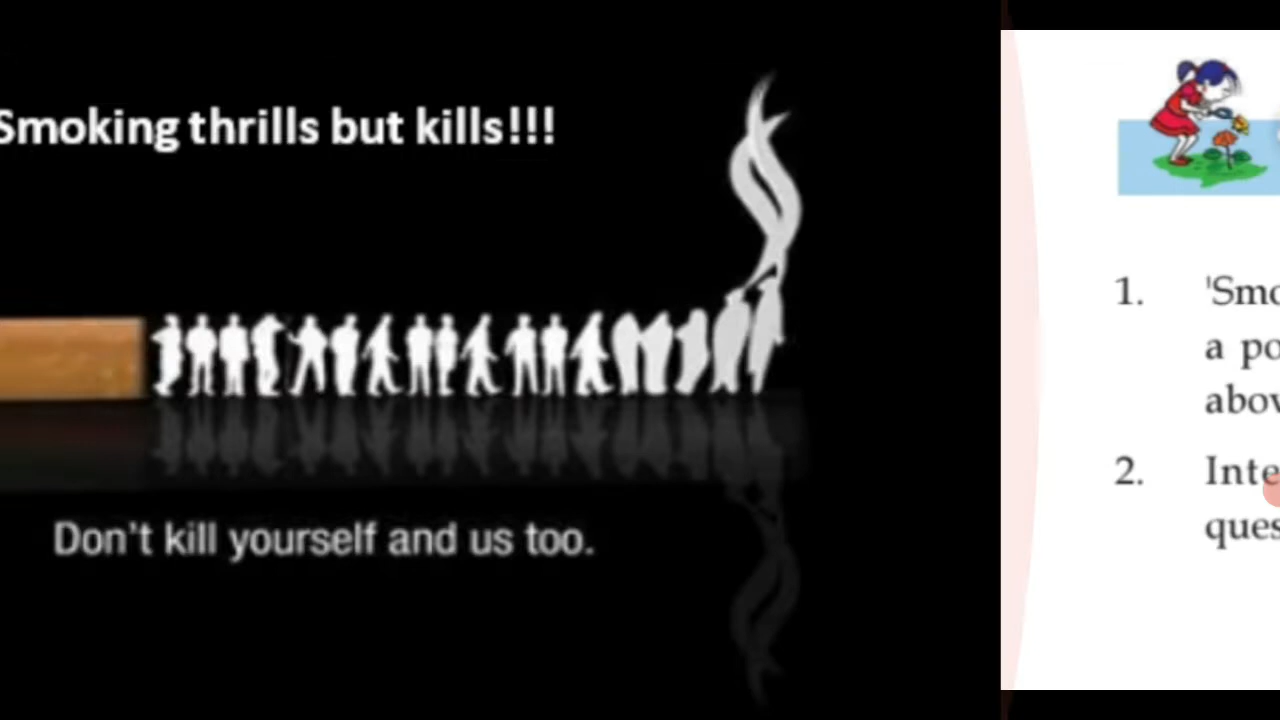 Smoking thrills but kills!!!
Don't kill yourself and us too.
1. 'Smo
a po
abov
2. Inte
ques